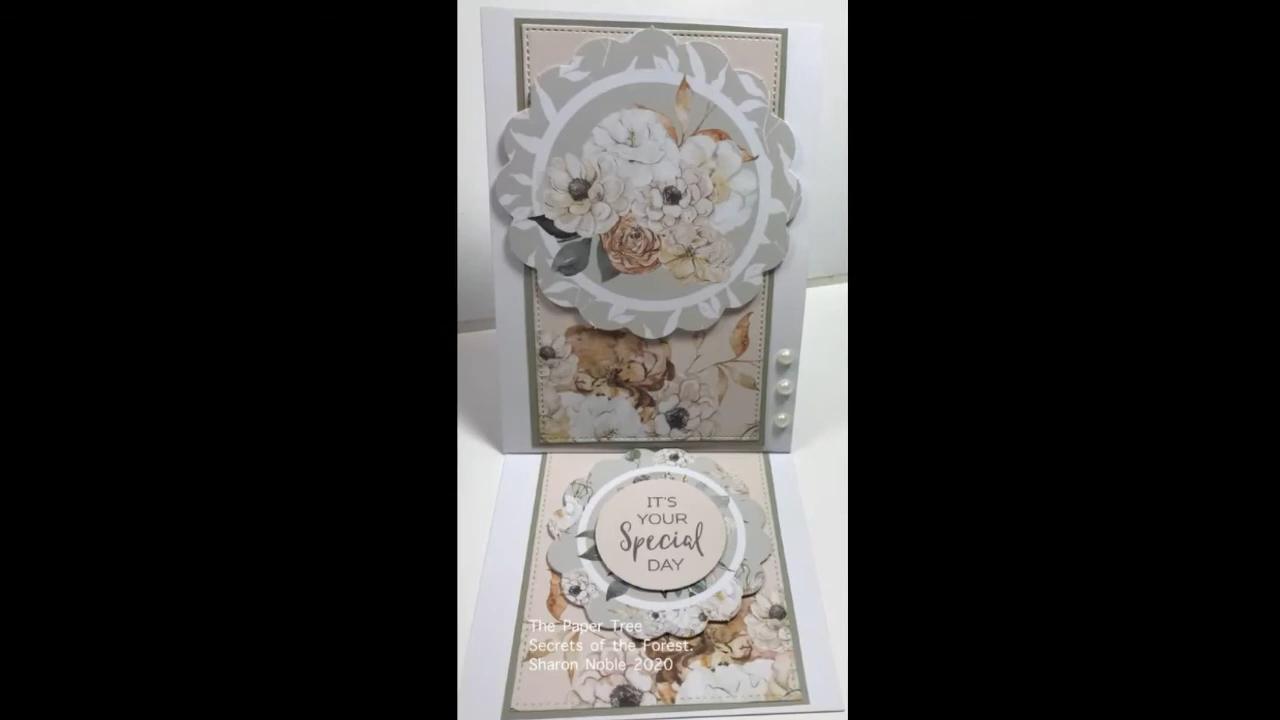 IT'S
YOUR
Special
DAY
The Paper Tree
Secrets of the Forest.
Sharon Noble 2020